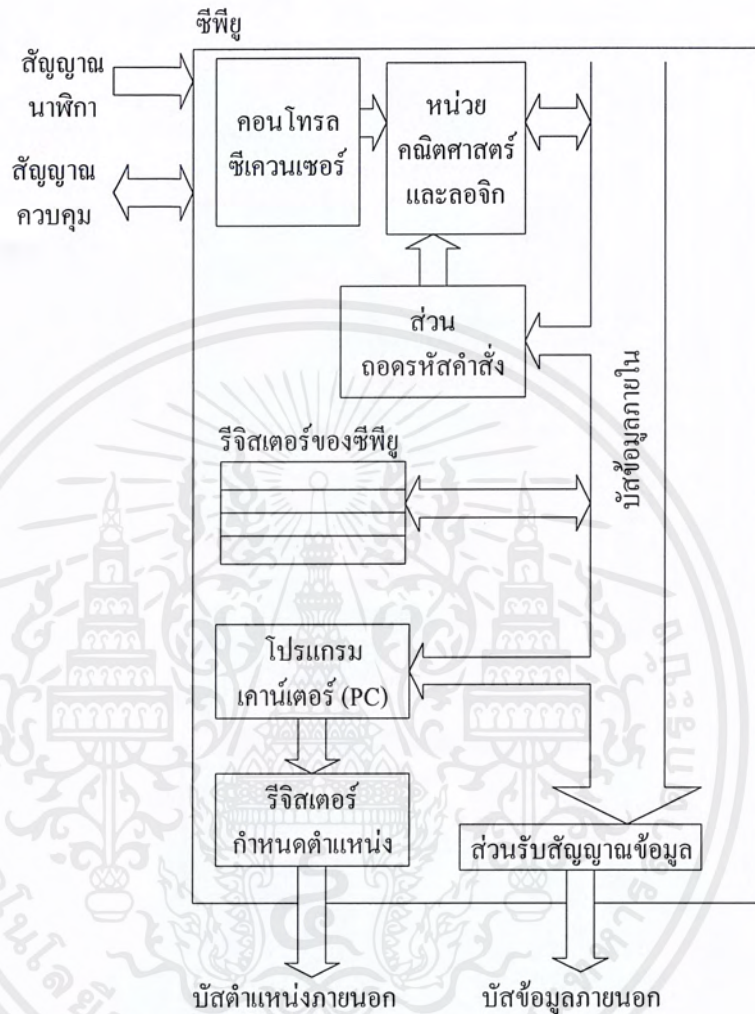 ซีพียู
สัญญาณ
นาฬิกา
สัญญาณ
ควบคุม
คอนโทรล
ซีเควนเซอร์
หน่วย
คณิตศาสตร์
และลอจิก
ส่วน
ถอดรหัสคำสั่ง
บัสข้อมูลภายใน
รีจิสเตอร์ของซีพียู
โปรแกรม
เคาน์เตอร์ (PC)
รีจิสเตอร์
กำหนดตำแหน่ง
ส่วนรับสัญญาณข้อมูล
บัสตำแหน่งภายนอก
บัสข้อมูลภายนอก